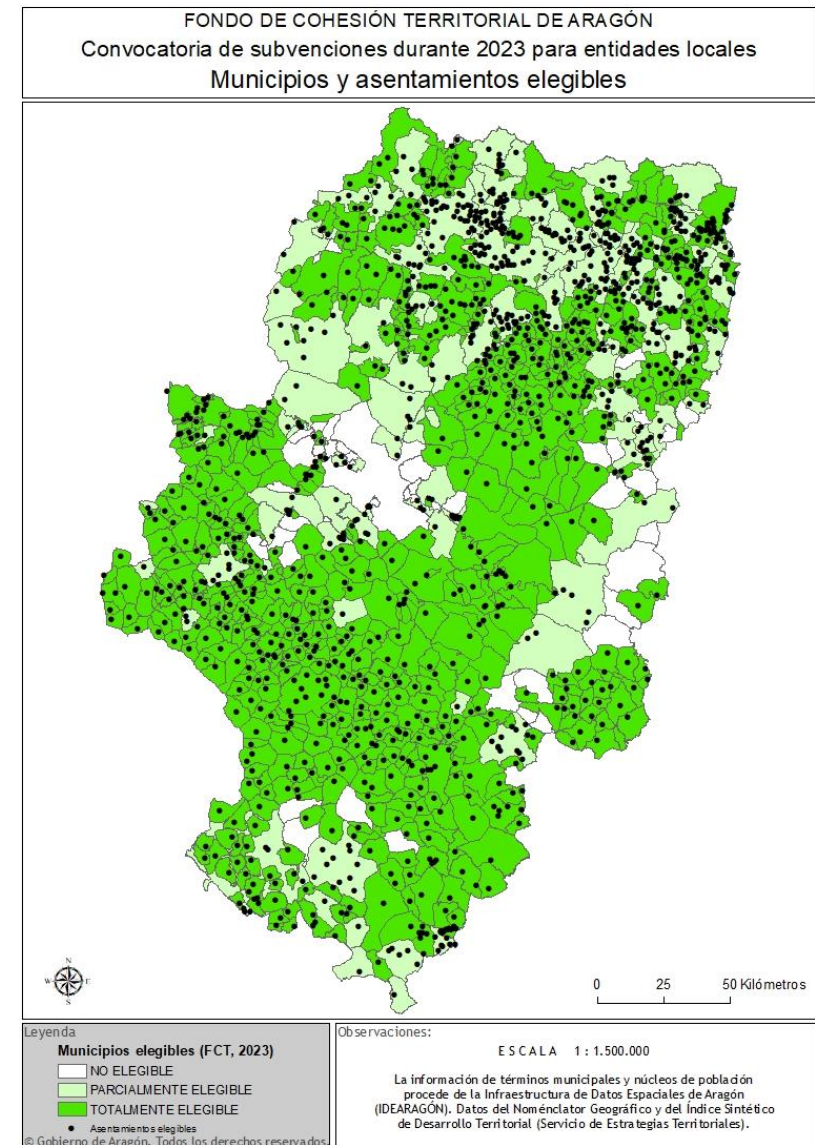 FONDO DE COHESIÓN TERRITORIAL DE ARAGÓN
Convocatoria de subvenciones durante 2023 para entidades locales
Municipios y asentamientos elegibles
N
W E
S
0 25 50 Kilómetros
Leyenda
Municipios elegibles (FCT, 2023)
NO ELEGIBLE
PARCIALMENTE ELEGIBLE
TOTALMENTE ELEGIBLE
Asentamientos elegibles
© Gobierno de Aragón. Todos los derechos reservados.
Observaciones:
ESCALA 1 : 1.500.000
La información de términos municipales y núcleos de población
procede de la Infraestructura de Datos Espaciales de Aragón
(IDEARAGÓN). Datos del Nomenclator Geográfico y del Índice Sintético
de Desarrollo Territorial (Servicio de Estrategias Territoriales).